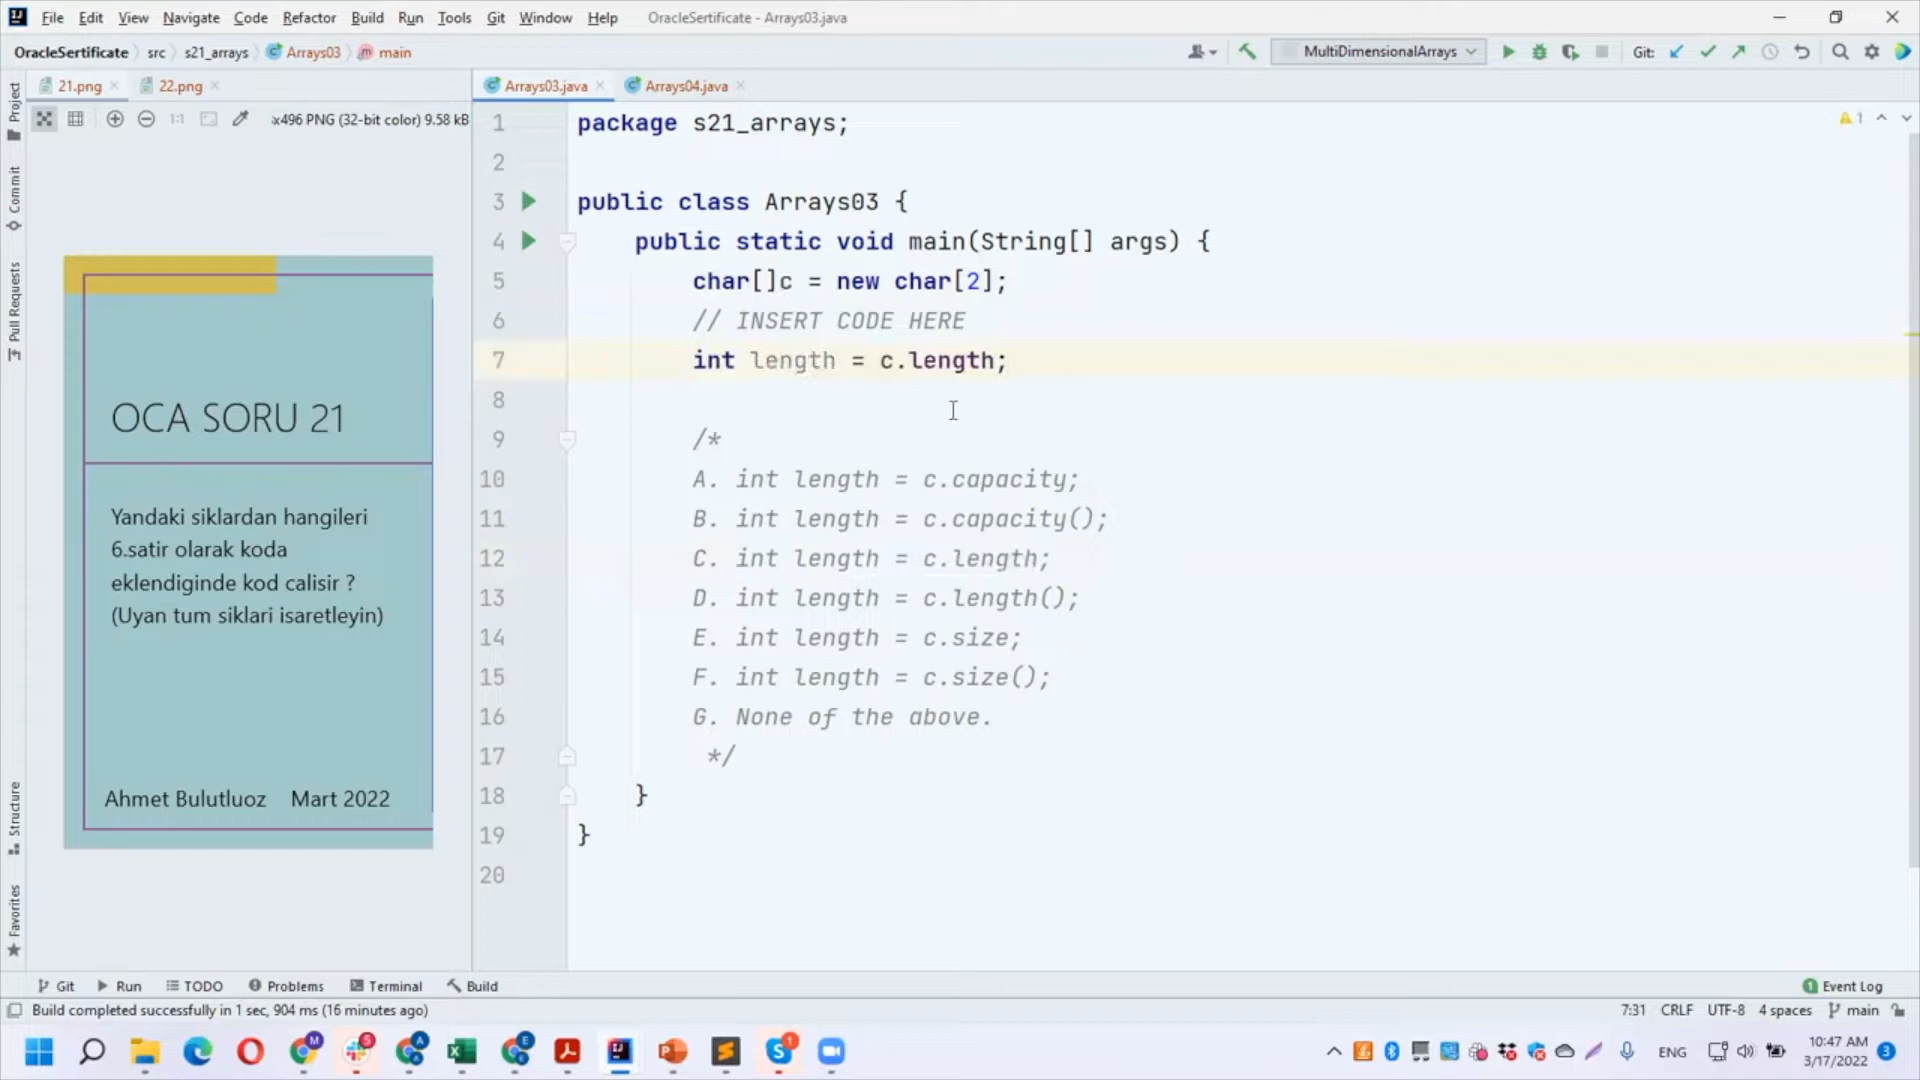 File Edit View Navigate Code Refactor Build Run Tools Git Window Help OracleSertificate - Arrays03.java
OracleSertificate src s21_arrays Arrays03 main MultiDimensionalArrays Git:
21.png 22.png Arrays03.java Arrays04.java
1:1 x496 PNG (32-bit color) 9.58 kB
Project
Commit
Pull Requests
Structure
Favorites
OCA SORU 21
Yandaki siklardan hangileri
6.satir olarak koda
eklendiginde kod calisir ?
(Uyan tum siklari isaretleyin)
Ahmet Bulutluoz Mart 2022
1 package s21_arrays;
2
3 public class Arrays03 {
4 public static void main(String[] args) {
5 char[]c = new char[2];
6 // INSERT CODE HERE
7 int length = c.length;
8
9 /*
10 A. int length = c.capacity;
11 B. int length = c.capacity();
12 C. int length = c.length;
13 D. int length = c.length();
14 E. int length = c.size;
15 F. int length = c.size();
16 G. None of the above.
17 */
18 }
19 }
20
1
Git Run TODO Problems Terminal Build 1 Event Log
Build completed successfully in 1 sec, 904 ms (16 minutes ago) 7:31 CRLF UTF-8 4 spaces main
M 5 A E 1 ENG 10:47 AM
3/17/2022 3